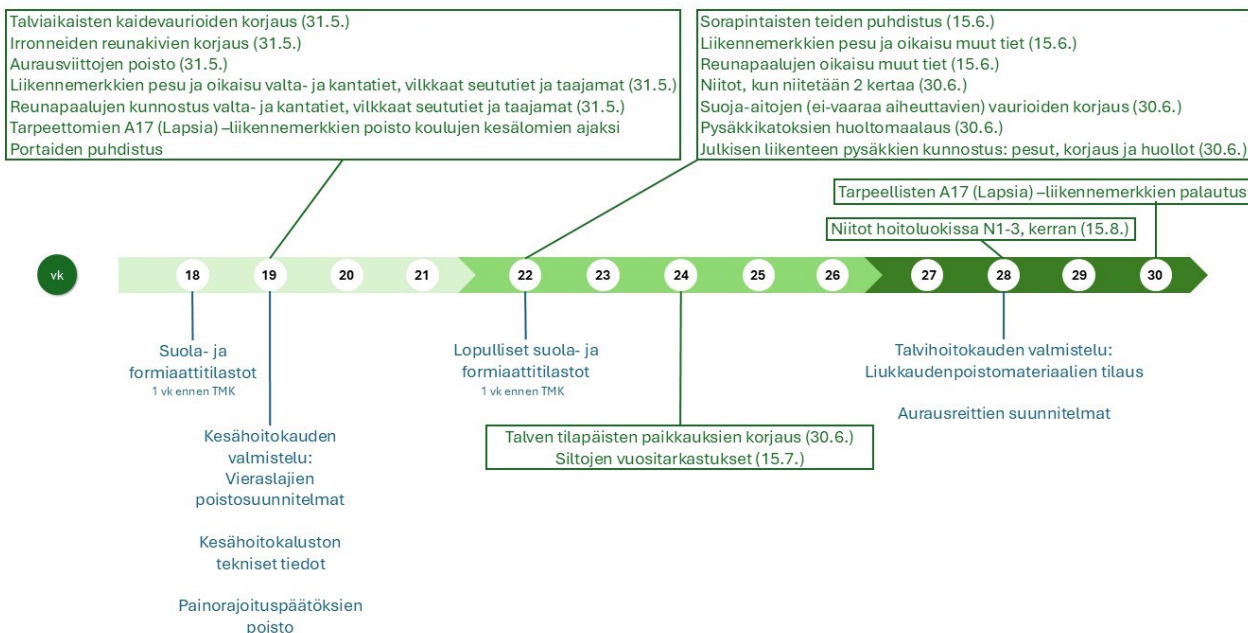 Talviaikaisten kaidevaurioiden korjaus (31.5.)
Irronneiden reunakivien korjaus (31.5.)
Aurausviittojen poisto (31.5.)
Liikennemerkkien pesu ja oikaisu valta- ja kantatiet, vilkkaat seututiet ja taajamat (31.5.)
Reunapaalujen kunnostus valta- ja kantatiet, vilkkaat seututiet ja taajamat (31.5.)
Tarpeettomien A17 (Lapsia) –liikennemerkkien poisto koulujen kesälomien ajaksi
Portaiden puhdistus
Sorapintaisten teiden puhdistus (15.6.)
Liikennemerkkien pesu ja oikaisu muut tiet (15.6.)
Reunapaalujen oikaisu muut tiet (15.6.)
Niitot, kun niitetään 2 kertaa (30.6.)
Suoja-aitojen (ei-vaaraa aiheuttavien) vaurioiden korjaus (30.6.)
Pysäkkikatoksien huoltomaalaus (30.6.)
Julkisen liikenteen pysäkkien kunnostus: pesut, korjaus ja huollot (30.6.)
Tarpeellisten A17 (Lapsia) –liikennemerkkien palautus
Niitot hoitoluokissa N1-3, kerran (15.8.)
vk 18 19 20 21 22 23 24 25 26 27 28 29 30
Suola- ja
formiaattitilastot
1 vk ennen TMK
Kesähoitokauden
valmistelu:
Vieraslajien
poistosuunnitelmat
Kesähoitokaluston
tekniset tiedot
Painorajoituspäätöksien
poisto
Lopulliset suola- ja
formiaattitilastot
1 vk ennen TMK
Talven tilapäisten paikkauksien korjaus (30.6.)
Siltojen vuositarkastukset (15.7.)
Talvihoitokauden valmistelu:
Liukkaudenpoistomateriaalien tilaus
Aurausreittien suunnitelmat